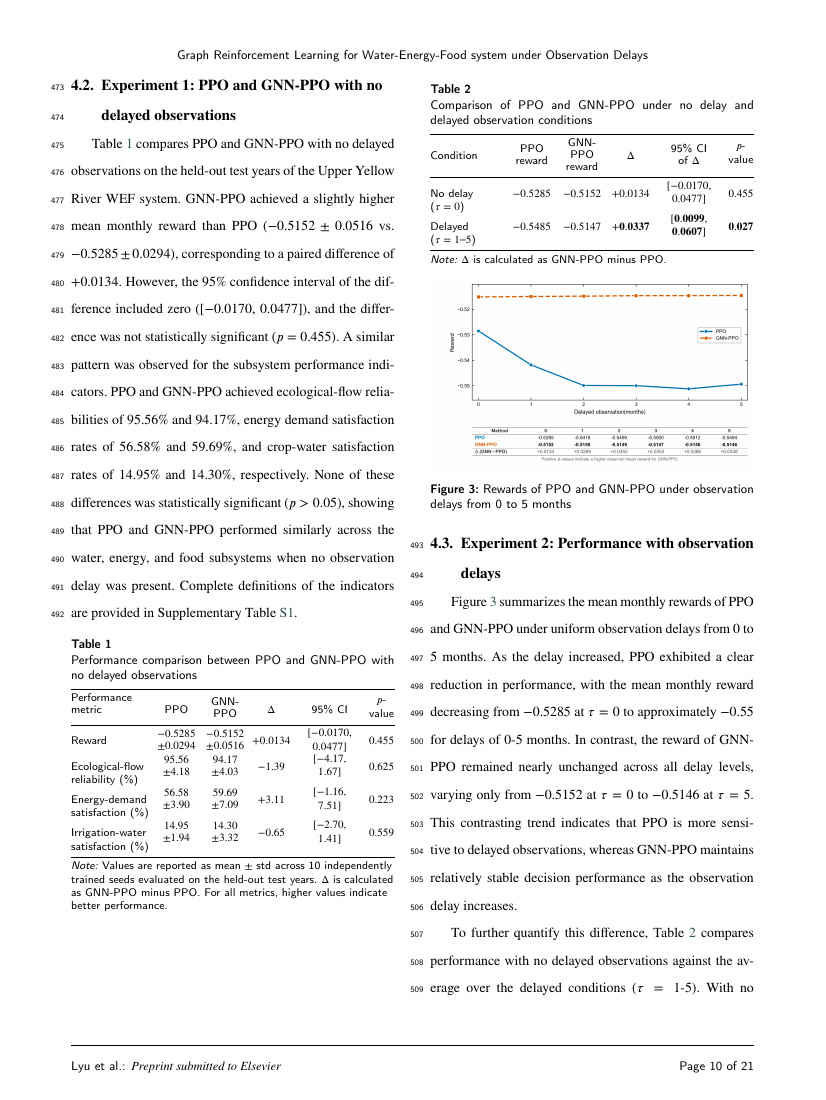 Graph Reinforcement Learning for Water-Energy-Food system under Observation Delays
473 4.2. Experiment 1: PPO and GNN-PPO with no
474 delayed observations
475 Table 1 compares PPO and GNN-PPO with no delayed
476 observations on the held-out test years of the Upper Yellow
477 River WEF system. GNN-PPO achieved a slightly higher
478 mean monthly reward than PPO (−0.5152 ± 0.0516 vs.
479 −0.5285 ± 0.0294), corresponding to a paired difference of
480 +0.0134. However, the 95% confidence interval of the dif-
481 ference included zero ([−0.0170, 0.0477]), and the differ-
482 ence was not statistically significant (p = 0.455). A similar
483 pattern was observed for the subsystem performance indi-
484 cators. PPO and GNN-PPO achieved ecological-flow relia-
485 bilities of 95.56% and 94.17%, energy demand satisfaction
486 rates of 56.58% and 59.69%, and crop-water satisfaction
487 rates of 14.95% and 14.30%, respectively. None of these
488 differences was statistically significant (p > 0.05), showing
489 that PPO and GNN-PPO performed similarly across the
490 water, energy, and food subsystems when no observation
491 delay was present. Complete definitions of the indicators
492 are provided in Supplementary Table S1.
Table 1
Performance comparison between PPO and GNN-PPO with
no delayed observations
Performance metric PPO GNN-PPO Δ 95% CI p-value
Reward −0.5285 ±0.0294 −0.5152 ±0.0516 +0.0134 [−0.0170, 0.0477] 0.455
Ecological-flow reliability (%) 95.56 ±4.18 94.17 ±4.03 −1.39 [−4.17, 1.67] 0.625
Energy-demand satisfaction (%) 56.58 ±3.90 59.69 ±7.09 +3.11 [−1.16, 7.51] 0.223
Irrigation-water satisfaction (%) 14.95 ±1.94 14.30 ±3.32 −0.65 [−2.70, 1.41] 0.559
Note: Values are reported as mean ± std across 10 independently
trained seeds evaluated on the held-out test years. Δ is calculated
as GNN-PPO minus PPO. For all metrics, higher values indicate
better performance.
Table 2
Comparison of PPO and GNN-PPO under no delay and
delayed observation conditions
Condition PPO reward GNN-PPO reward Δ 95% CI of Δ p-value
No delay (τ = 0) −0.5285 −0.5152 +0.0134 [−0.0170, 0.0477] 0.455
Delayed (τ = 1–5) −0.5485 −0.5147 +0.0337 [0.0099, 0.0607] 0.027
Note: Δ is calculated as GNN-PPO minus PPO.
Reward
−0.52
−0.53
−0.54
−0.55
PPO
GNN-PPO
0 1 2 3 4 5
Delayed observation(months)
Method 0 1 2 3 4 5
PPO -0.5285 -0.5418 -0.5499 -0.5500 -0.5512 -0.5494
GNN-PPO -0.5152 -0.5150 -0.5149 -0.5147 -0.5146 -0.5146
Δ (GNN−PPO) +0.0134 +0.0269 +0.0350 +0.0353 +0.0366 +0.0348
Positive Δ values indicate a higher observed mean reward for GNN-PPO
Figure 3: Rewards of PPO and GNN-PPO under observation
delays from 0 to 5 months
493 4.3. Experiment 2: Performance with observation
494 delays
495 Figure 3 summarizes the mean monthly rewards of PPO
496 and GNN-PPO under uniform observation delays from 0 to
497 5 months. As the delay increased, PPO exhibited a clear
498 reduction in performance, with the mean monthly reward
499 decreasing from −0.5285 at τ = 0 to approximately −0.55
500 for delays of 0-5 months. In contrast, the reward of GNN-
501 PPO remained nearly unchanged across all delay levels,
502 varying only from −0.5152 at τ = 0 to −0.5146 at τ = 5.
503 This contrasting trend indicates that PPO is more sensi-
504 tive to delayed observations, whereas GNN-PPO maintains
505 relatively stable decision performance as the observation
506 delay increases.
507 To further quantify this difference, Table 2 compares
508 performance with no delayed observations against the av-
509 erage over the delayed conditions (τ = 1-5). With no
Lyu et al.: Preprint submitted to Elsevier
Page 10 of 21